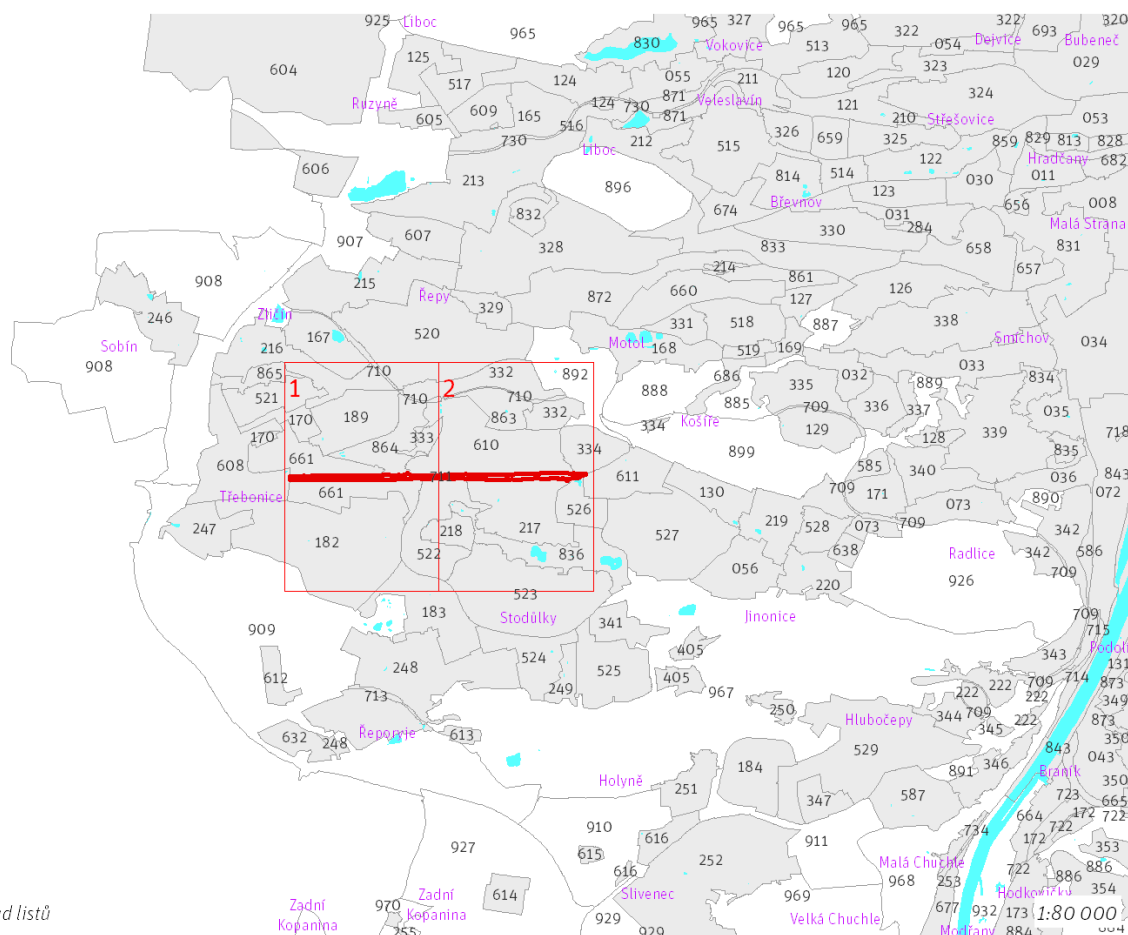 925 Liboc 965 965 327 965 965 322 322 693 320
830 Vokovice 513 054 Dejvice Bubeneč
604 125 517 124 055 211 120 323 029
Ruzyně 609 165 124 730 871 Veleslavín 121 324
605 516 871 210 Střešovice 053
730 Liboc 212 515 326 659 325 859 829 813 828
606 213 896 814 514 122 Hradčany 682
832 674 Břevnov 123 030 011
656 008
907 607 328 031 284 Malá Strana
908 833 330 658 831
215 214 861 657
246 Řepy 329 872 660 127 126
Zličín 167 520 331 518 887 338 Smíchov 034
Sobín 216 Motol 168 519 169
908 865 710 332 892 686 033
1 2 888 335 032 889 834
521 170 189 710 863 710 332 885 709 336 337 035
170 864 333 610 334 Košíře 129 128 339 718
608 661 334 899 835
711 611 585 340 036 843
Třebonice 661 526 130 709 171 073 890 072
247 182 218 217 527 219 528 073 709 342
522 836 638 Radlice 342 586
056 220 926 709
523
183 Stodůlky 341 Jinonice 709
909 715
405 343 Podolí
612 248 524 525 405 131
713 249 967 222 222 709 714 873
250 344 709 222 222 349
632 248 Řeporyje 613 Hlubočepy 345 873
529 843 350
043
Holyně 184 891 346 Braník
251 347 587 723 350
910 664 172 665
927 616 911 734 172 722 722
615 252 Malá Chuchle 353
616 968 253 722 886
Zadní Kopanina 614 Slivenec 969 886 354
Zadní Kopanina 970 929 Velká Chuchle 677 932 Hodkovičky
255 929 Modřany 173 884
d listů
1:80 000